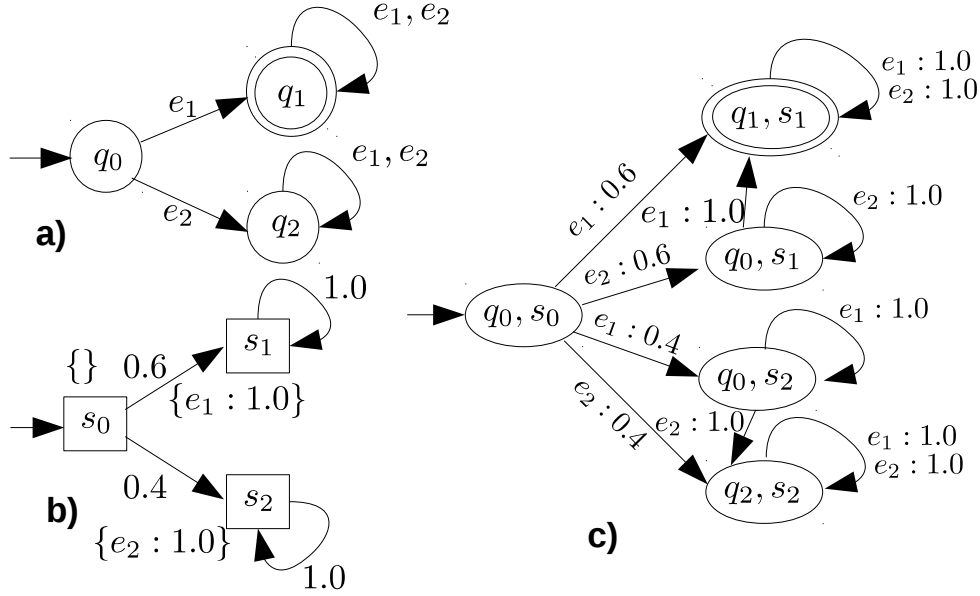 e₁, e₂
q₁
e₁
q₀
e₁, e₂
e₂
q₂
a)
1.0
s₁
{}
0.6
{e₁ : 1.0}
s₀
0.4
s₂
b)
{e₂ : 1.0}
1.0
e₁ : 1.0
e₂ : 1.0
q₁, s₁
e₁ : 0.6
e₁ : 1.0
e₂ : 1.0
q₀, s₁
e₂ : 0.6
q₀, s₀
e₁ : 0.4
e₁ : 1.0
q₀, s₂
e₂ : 0.4
e₂ : 1.0
e₁ : 1.0
e₂ : 1.0
q₂, s₂
c)